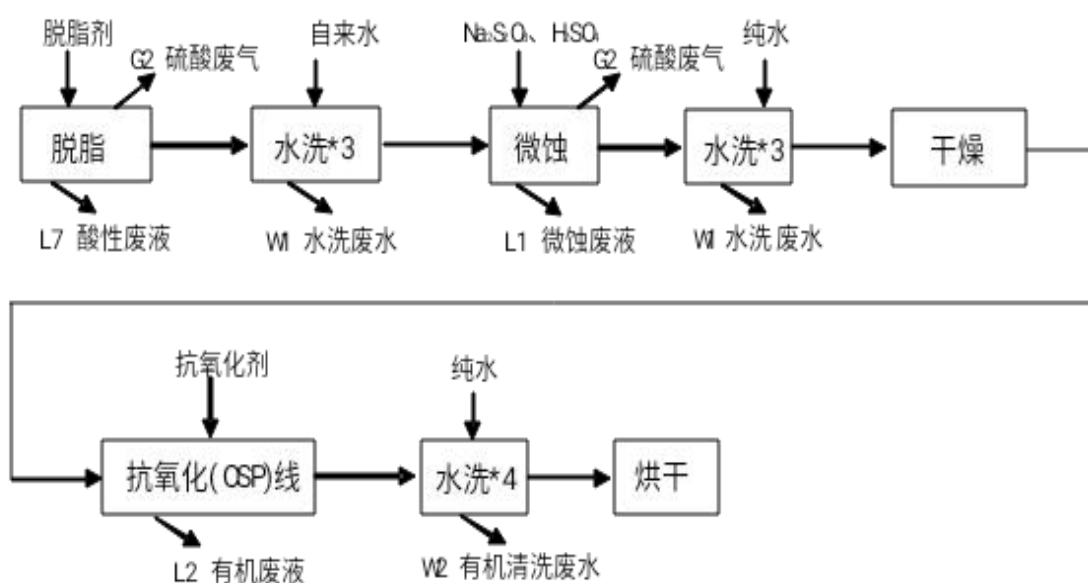 脱脂剂
G2 硫酸废气
自来水
Na₂S₂O₈、H₂SO₄
G2 硫酸废气
纯水
脱脂
水洗*3
微蚀
水洗*3
干燥
L7 酸性废液
W1 水洗废水
L1 微蚀废液
W1 水洗废水
抗氧化剂
纯水
抗氧化(OSP)线
水洗*4
烘干
L2 有机废液
W2 有机清洗废水